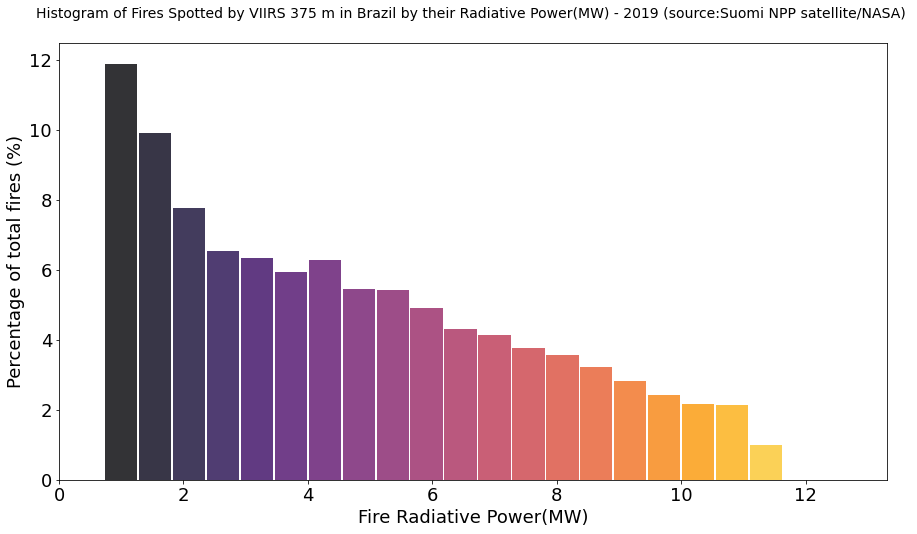 Histogram of Fires Spotted by VIIRS 375 m in Brazil by their Radiative Power(MW) - 2019 (source:Suomi NPP satellite/NASA)
12
10
8
6
4
2
0
Percentage of total fires (%)
0 2 4 6 8 10 12
Fire Radiative Power(MW)